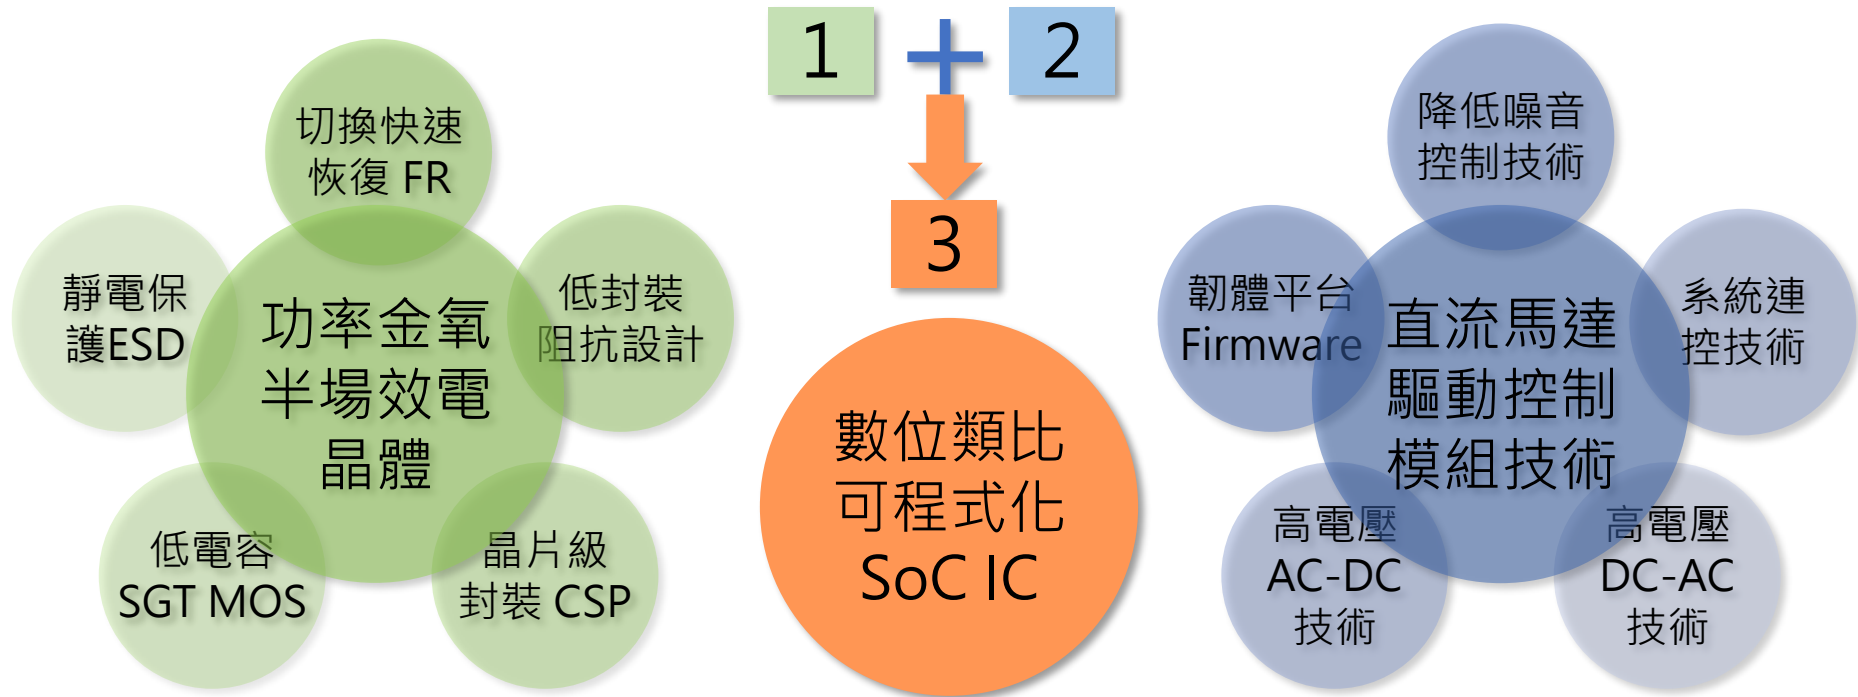 1
2
3
切換快速
恢復 FR
靜電保
護ESD
低封裝
阻抗設計
功率金氧
半場效電
晶體
低電容
SGT MOS
晶片級
封裝 CSP
數位類比
可程式化
SoC IC
降低噪音
控制技術
韌體平台
Firmware
系統連
控技術
直流馬達
驅動控制
模組技術
高電壓
AC-DC
技術
高電壓
DC-AC
技術